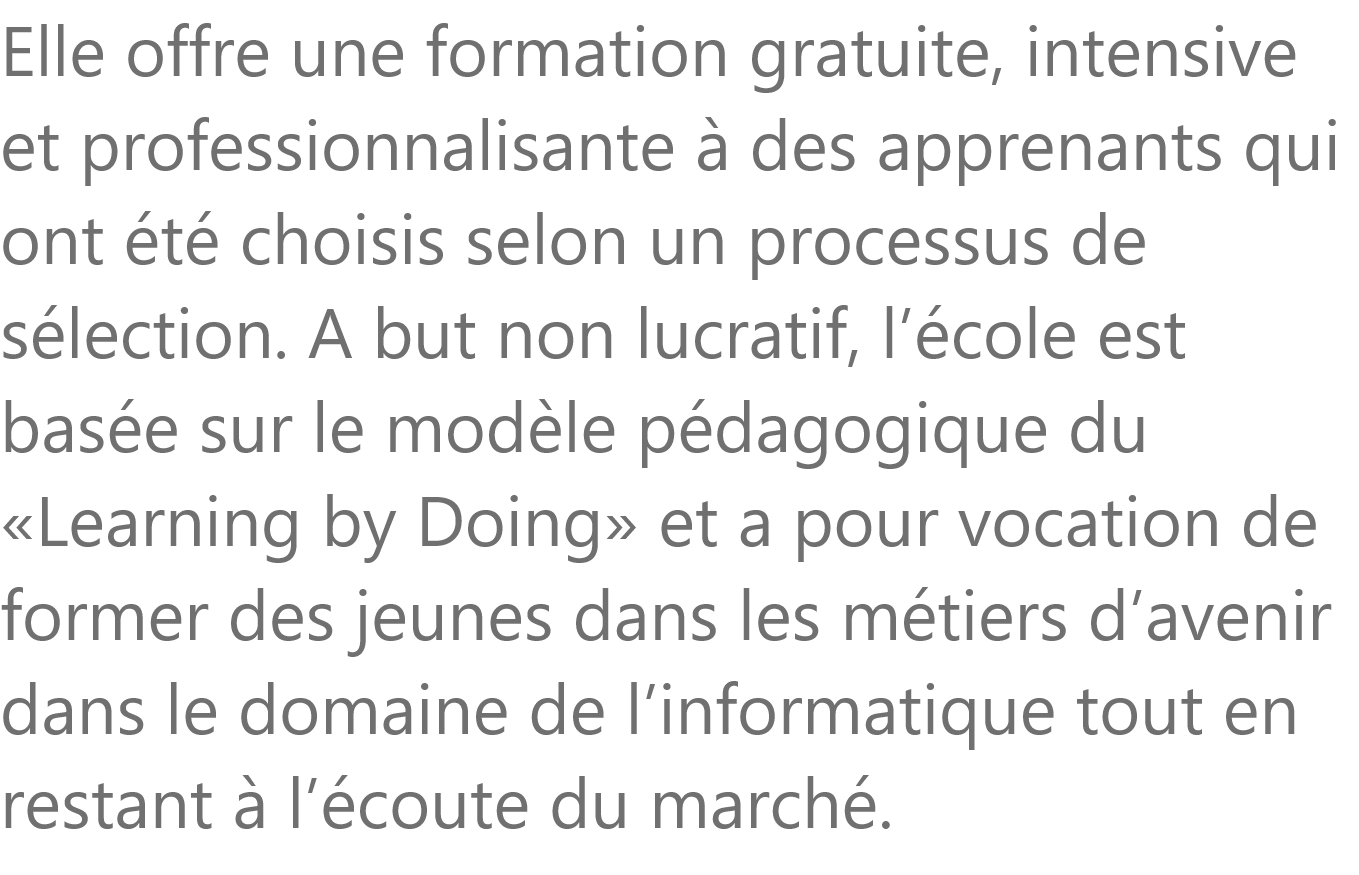 Elle offre une formation gratuite, intensive
et professionnalisante à des apprenants qui
ont été choisis selon un processus de
sélection. A but non lucratif, l’école est
basée sur le modèle pédagogique du
«Learning by Doing» et a pour vocation de
former des jeunes dans les métiers d’avenir
dans le domaine de l’informatique tout en
restant à l’écoute du marché.